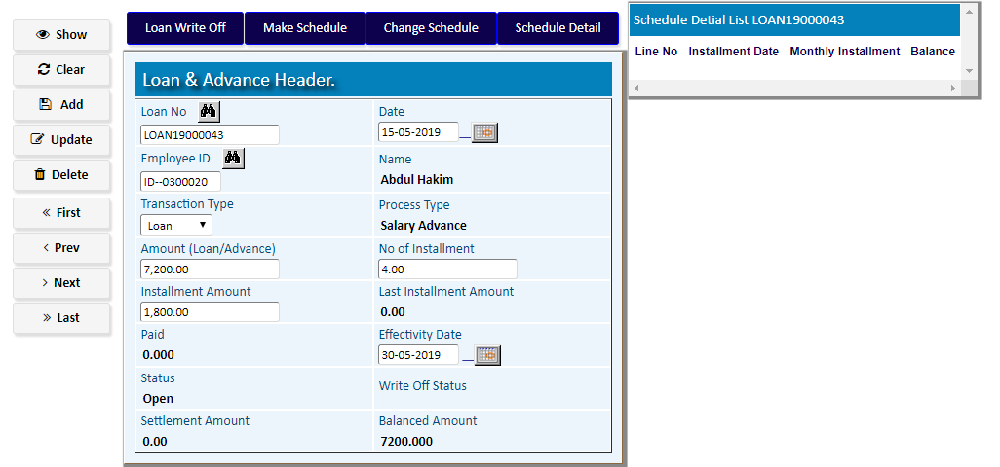 Show
Clear
Add
Update
Delete
First
Prev
Next
Last
Loan Write Off
Make Schedule
Change Schedule
Schedule Detail
Loan & Advance Header.
Loan No
Date
LOAN19000043
15-05-2019
Employee ID
Name
ID--0300020
Abdul Hakim
Transaction Type
Process Type
Loan
Salary Advance
Amount (Loan/Advance)
No of Installment
7,200.00
4.00
Installment Amount
Last Installment Amount
1,800.00
0.00
Paid
Effectivity Date
0.000
30-05-2019
Status
Write Off Status
Open
Settlement Amount
Balanced Amount
0.00
7200.000
Schedule Detial List LOAN19000043
Line No Installment Date Monthly Installment Balance